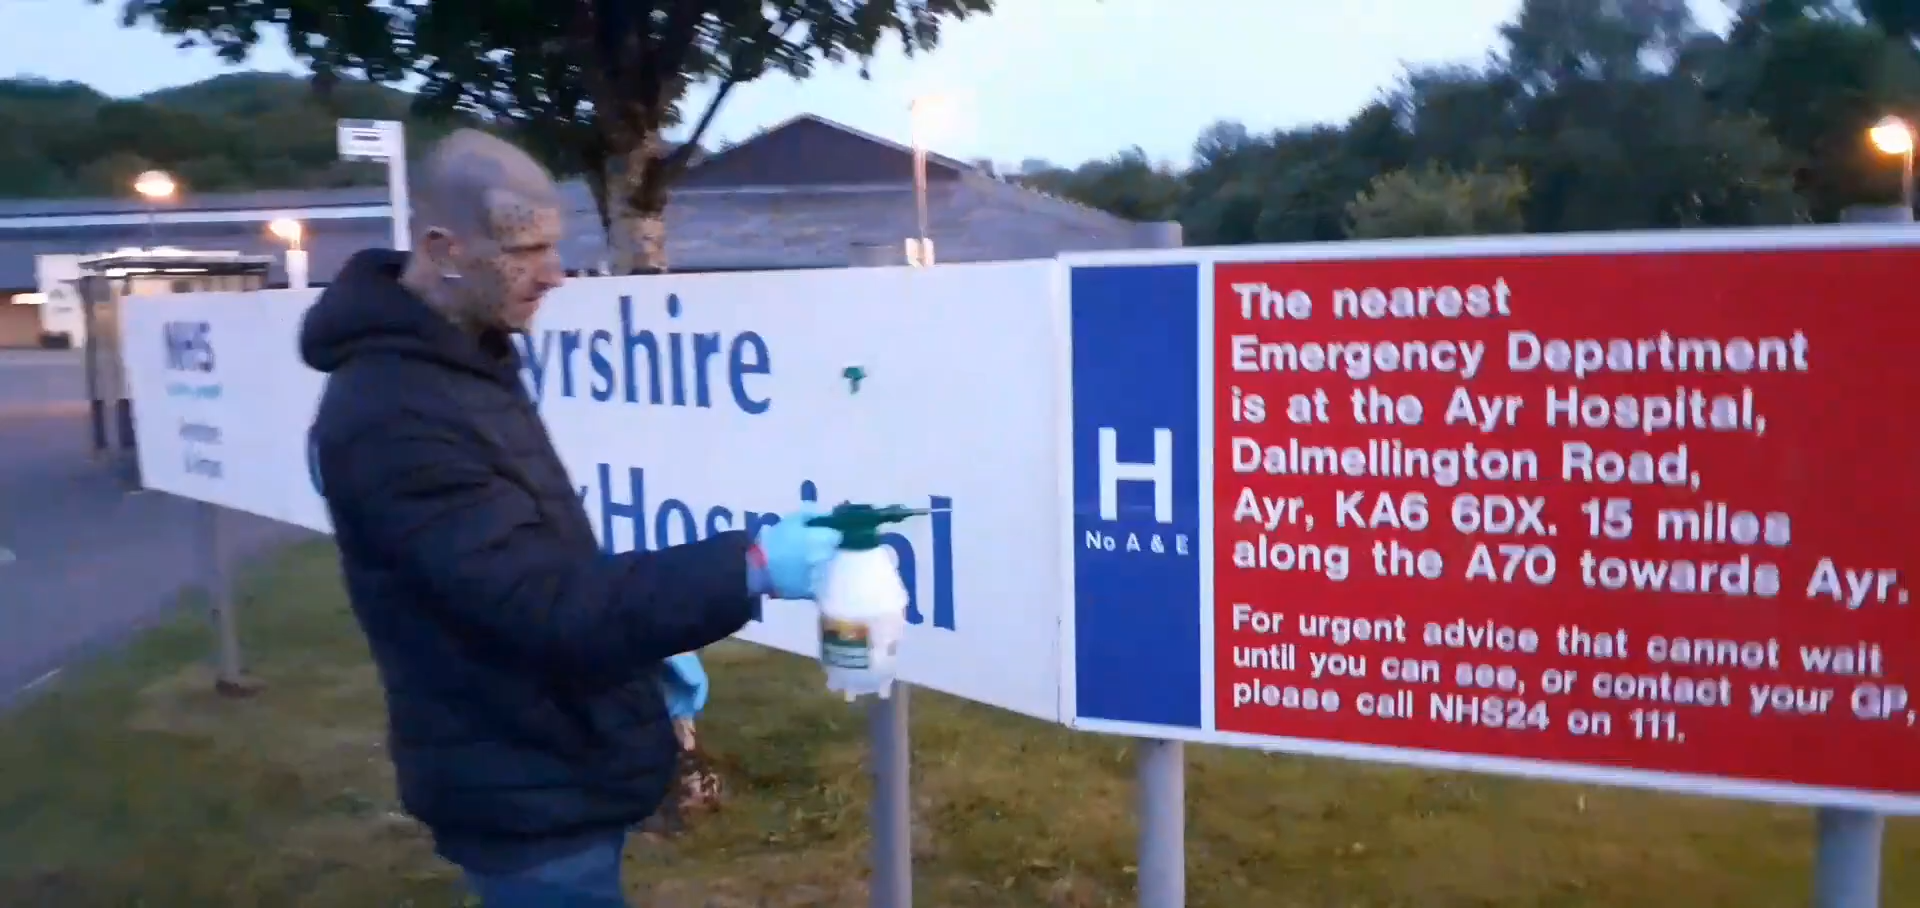 NHS
yrshire
Hosp al
H
No A & E
The nearest
Emergency Department
is at the Ayr Hospital,
Dalmellington Road,
Ayr, KA6 6DX. 15 miles
along the A70 towards Ayr.
For urgent advice that cannot wait
until you can see, or contact your GP,
please call NHS24 on 111.